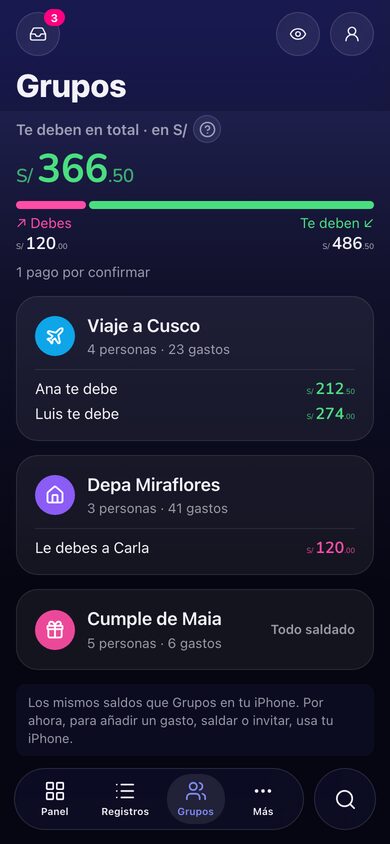 3
Grupos
Te deben en total · en S/ ?
S/ 366.50
↗ Debes
S/ 120.00
Te deben ↙
S/ 486.50
1 pago por confirmar
Viaje a Cusco
4 personas · 23 gastos
Ana te debe S/ 212.50
Luis te debe S/ 274.00
Depa Miraflores
3 personas · 41 gastos
Le debes a Carla S/ 120.00
Cumple de Maia
5 personas · 6 gastos
Todo saldado
Los mismos saldos que Grupos en tu iPhone. Por
ahora, para añadir un gasto, saldar o invitar, usa tu
iPhone.
Panel Registros Grupos Más